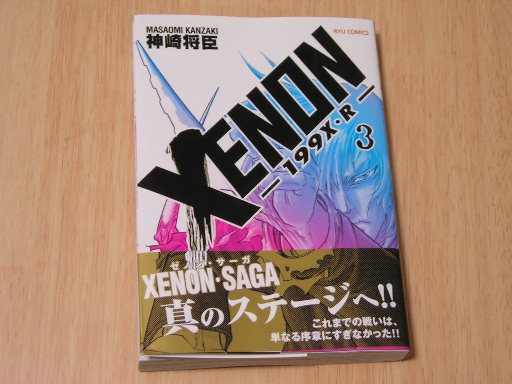 MASAOMI KANZAKI
神崎将臣
RYU COMICS
XENON
—199X・R—
3
ゼノン・サーガ
XENON・SAGA
真のステージへ!!
これまでの戦いは、
単なる序章にすぎなかった!!